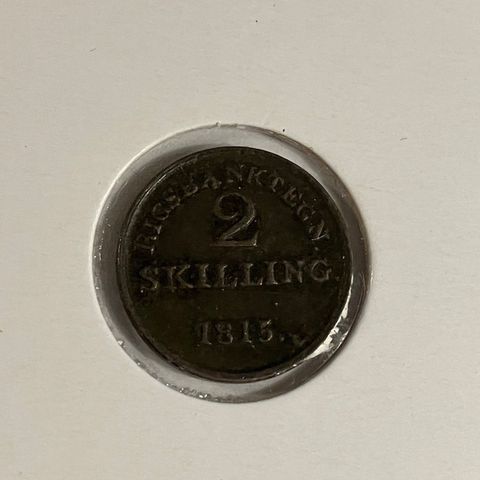 RIGSBANKTEGN
2
SKILLING
1815.